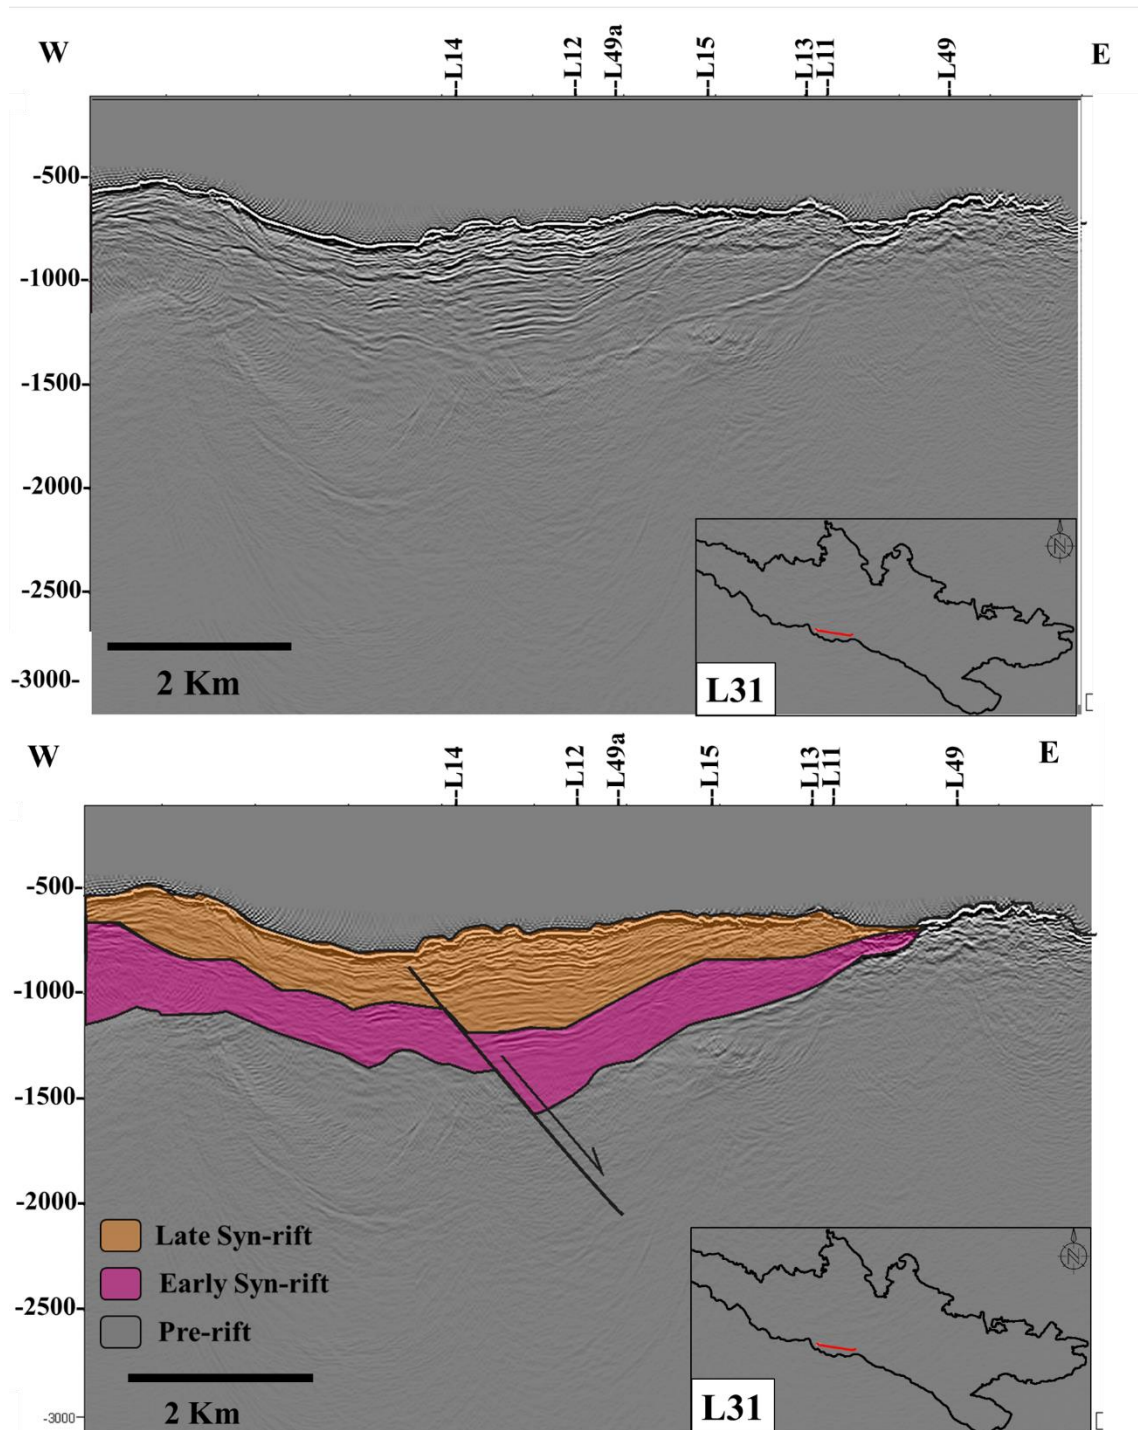 W --L14 --L12 --L49a --L15 --L13 --L11 --L49 E
-500-
-1000-
-1500-
-2000-
-2500-
-3000-
2 Km
N
L31
W --L14 --L12 --L49a --L15 --L13 --L11 --L49 E
-500-
-1000-
-1500-
-2000-
-2500-
-3000-
Late Syn-rift
Early Syn-rift
Pre-rift
2 Km
N
L31